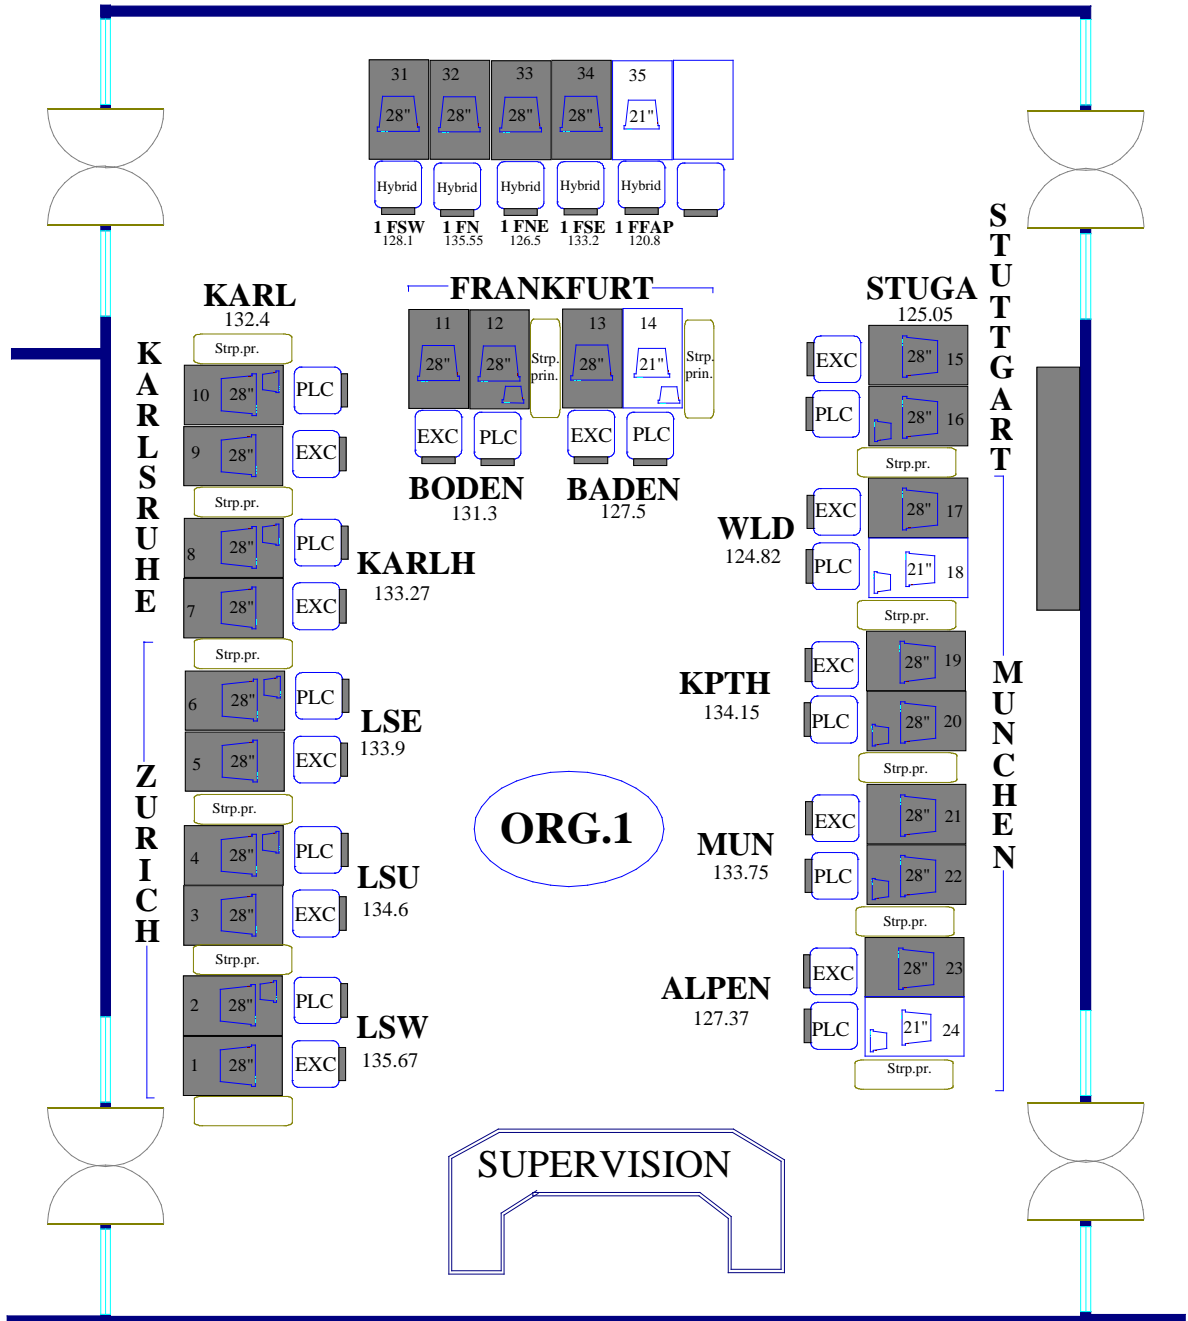 31 32 33 34 35
28" 28" 28" 28" 21"
Hybrid Hybrid Hybrid Hybrid Hybrid
1 FSW 1 FN 1 FNE 1 FSE 1 FFAP
128.1 135.55 126.5 133.2 120.8
FRANKFURT
11 12 13 14
28" 28" Strp. prin. 28" 21" Strp. prin.
EXC PLC EXC PLC
BODEN BADEN
131.3 127.5
KARLSRUHE
KARL
132.4
Strp.pr.
10 28" PLC
9 28" EXC
Strp.pr.
8 28" PLC
KARLH
133.27
7 28" EXC
Strp.pr.
ZURICH
6 28" PLC
LSE
133.9
5 28" EXC
Strp.pr.
4 28" PLC
LSU
134.6
3 28" EXC
Strp.pr.
2 28" PLC
LSW
135.67
1 28" EXC
STUTTGART
STUGA
125.05
EXC 28" 15
PLC 28" 16
Strp.pr.
MUNCHEN
EXC 28" 17
WLD
124.82
PLC 21" 18
Strp.pr.
EXC 28" 19
KPTH
134.15
PLC 28" 20
Strp.pr.
EXC 28" 21
MUN
133.75
PLC 28" 22
Strp.pr.
EXC 28" 23
ALPEN
127.37
PLC 21" 24
Strp.pr.
ORG.1
SUPERVISION